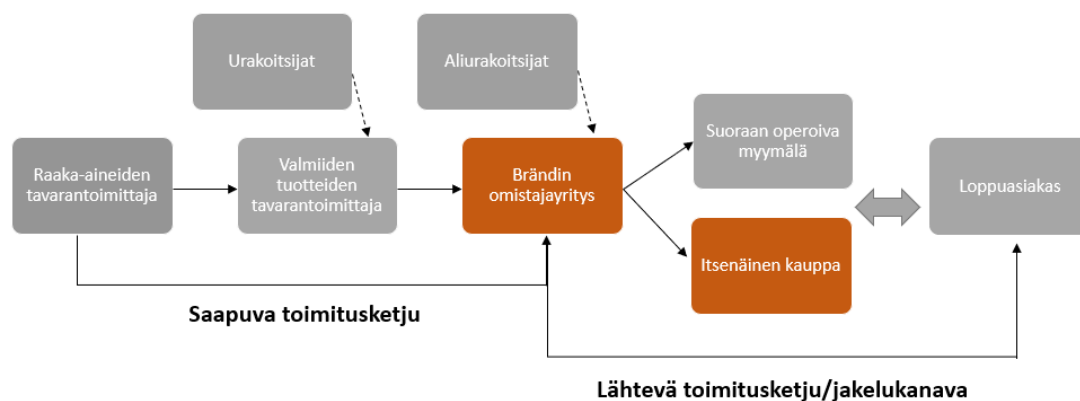 Urakoitsijat
Aliurakoitsijat
Raaka-aineiden
tavarantoimittaja
Valmiiden
tuotteiden
tavarantoimittaja
Brändin
omistajayritys
Suoraan operoiva
myymälä
Itsenäinen kauppa
Loppuasiakas
Saapuva toimitusketju
Lähtevä toimitusketju/jakelukanava